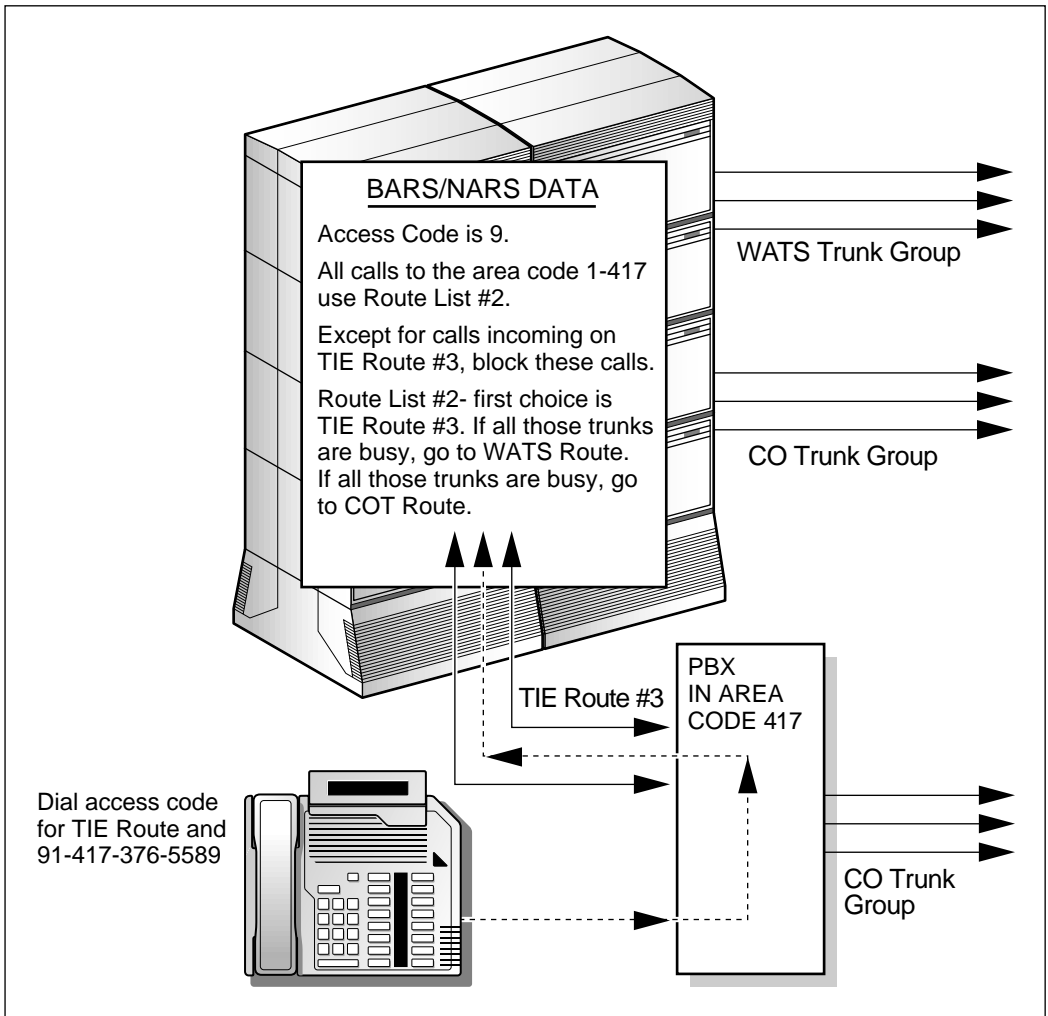 BARS/NARS DATA
Access Code is 9.
All calls to the area code 1-417
use Route List #2.
Except for calls incoming on
TIE Route #3, block these calls.
Route List #2- first choice is
TIE Route #3. If all those trunks
are busy, go to WATS Route.
If all those trunks are busy, go
to COT Route.
WATS Trunk Group
CO Trunk Group
TIE Route #3
PBX
IN AREA
CODE 417
Dial access code
for TIE Route and
91-417-376-5589
CO Trunk
Group